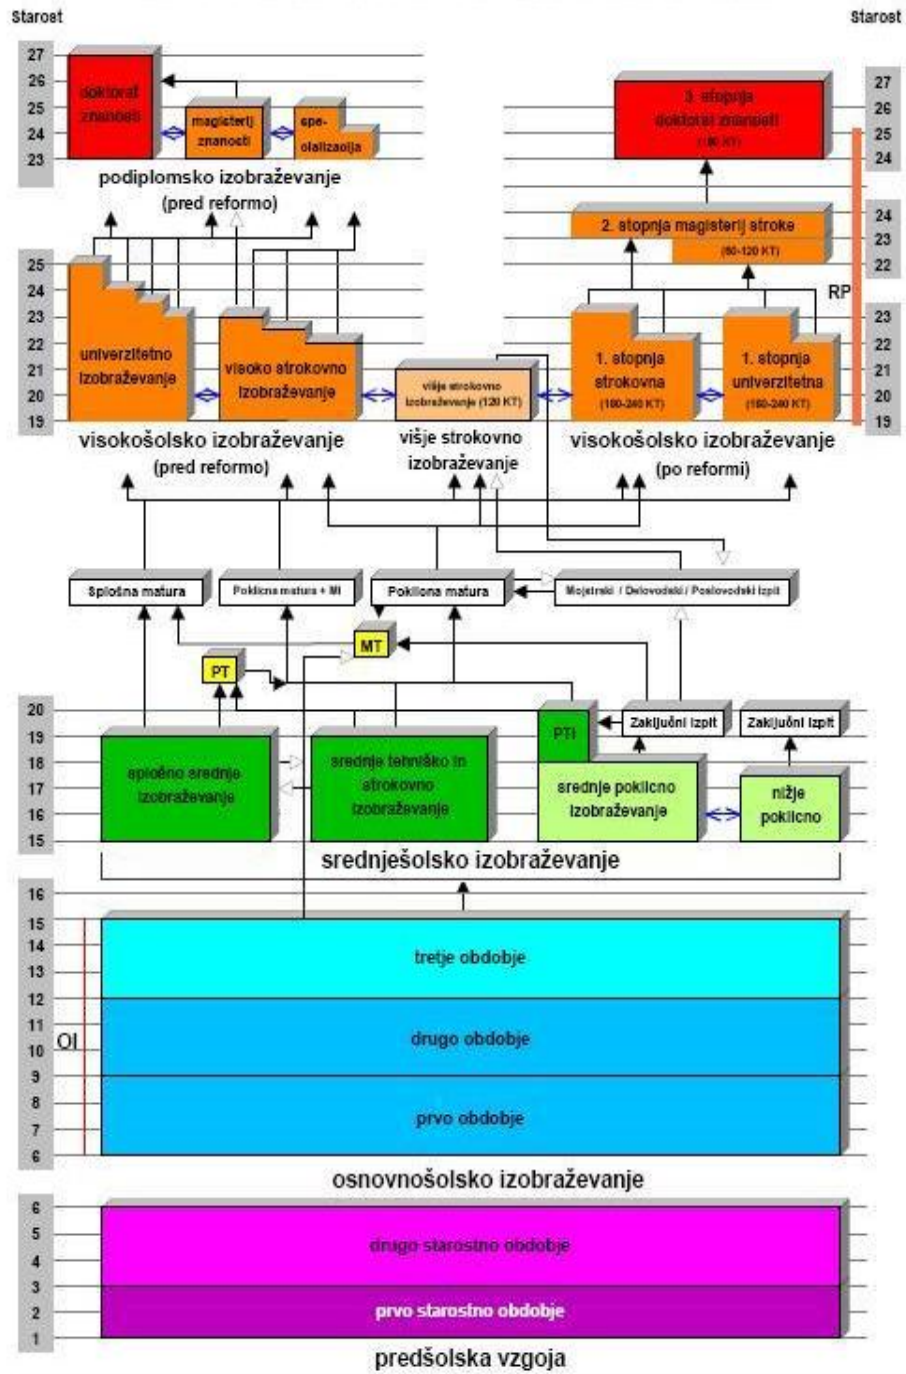 Starost
Starost
27
26
25
24
23
doktorat
znanosti
magisterij
znanosti
spe-
cializacija
podiplomsko izobraževanje
(pred reformo)
3. stopnja
doktorat znanosti
(180 KT)
27
26
25
24
2. stopnja magisterij stroke
(60-120 KT)
24
23
22
RP
25
24
23
22
21
20
19
univerzitetno
izobraževanje
visoko strokovno
izobraževanje
višje strokovno
izobraževanje (120 KT)
1. stopnja
strokovna
(180-240 KT)
1. stopnja
univerzitetna
(180-240 KT)
23
22
21
20
19
visokošolsko izobraževanje
(pred reformo)
višje strokovno
izobraževanje
visokošolsko izobraževanje
(po reformi)
Splošna matura
Poklicna matura + MI
Poklicna matura
Mojstrski / Delovodski / Poslovodski izpit
MT
PT
20
19
18
17
16
15
splošno srednje
izobraževanje
srednje tehniško in
strokovno
izobraževanje
PTI
Zaključni izpit
Zaključni izpit
srednje poklicno
izobraževanje
nižje
poklicno
srednješolsko izobraževanje
16
15
14
13
12
11
10
9
8
7
6
OI
tretje obdobje
drugo obdobje
prvo obdobje
osnovnošolsko izobraževanje
6
5
4
3
2
1
drugo starostno obdobje
prvo starostno obdobje
predšolska vzgoja